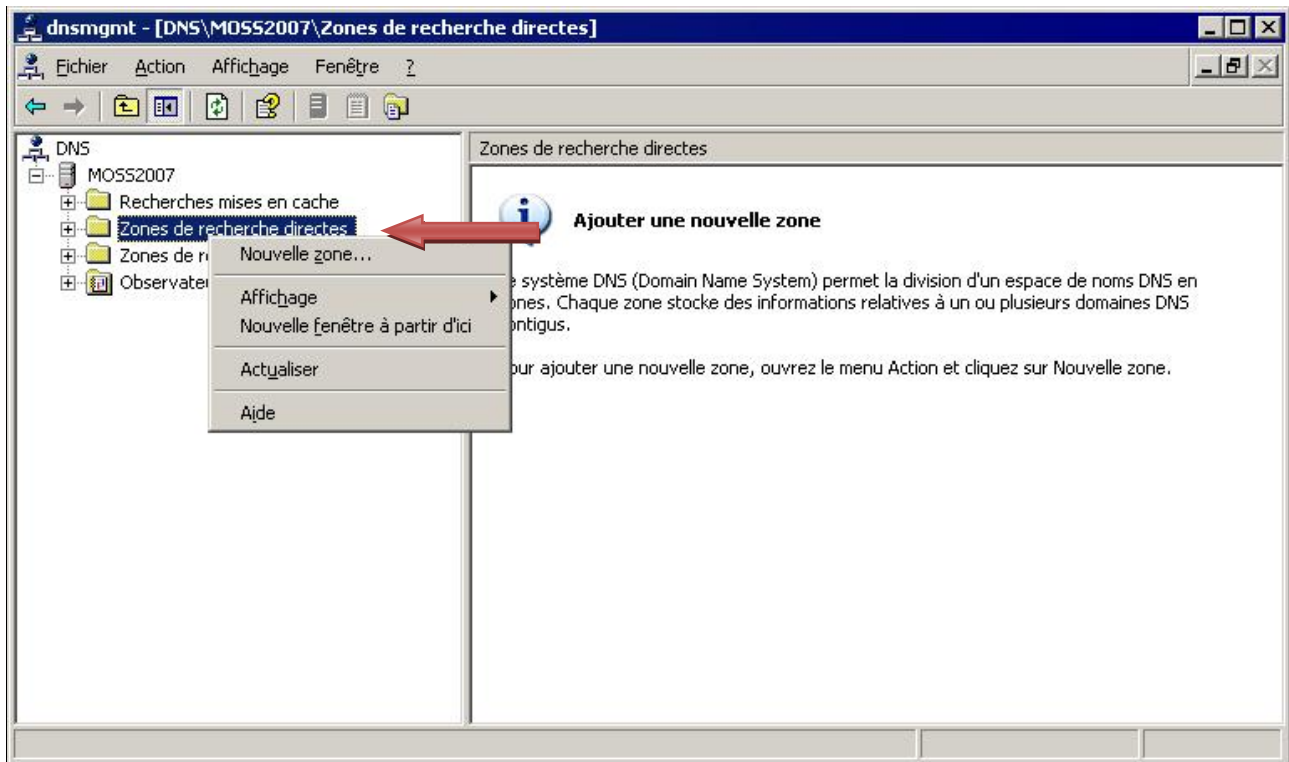 dnsmgmt - [DNS\MOSS2007\Zones de recherche directes]
Fichier Action Affichage Fenêtre ?
DNS
MOSS2007
Recherches mises en cache
Zones de recherche directes
Zones de
Nouvelle zone...
Affichage
Nouvelle fenêtre à partir d'ici
Actualiser
Aide
Zones de recherche directes
Ajouter une nouvelle zone
système DNS (Domain Name System) permet la division d'un espace de noms DNS en
Chaque zone stocke des informations relatives à un ou plusieurs domaines DNS
ajouter une nouvelle zone, ouvrez le menu Action et cliquez sur Nouvelle zone.